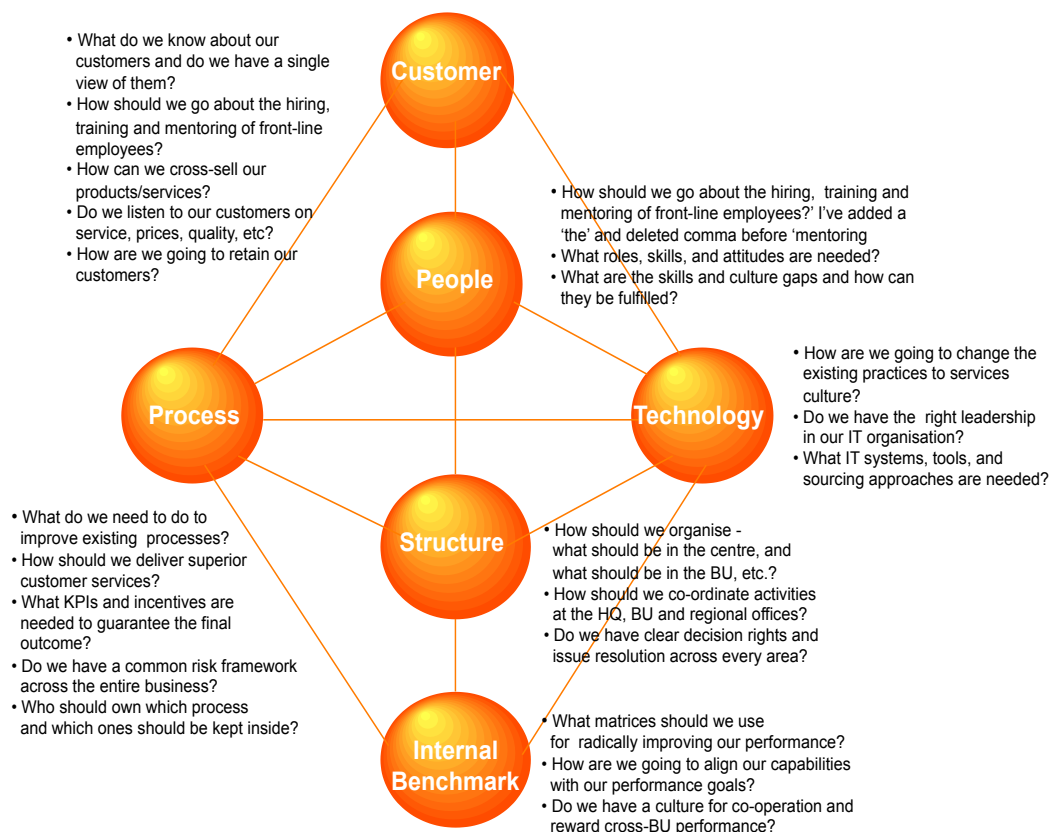 • What do we know about our
customers and do we have a single
view of them?
• How should we go about the hiring,
training and mentoring of front-line
employees?
• How can we cross-sell our
products/services?
• Do we listen to our customers on
service, prices, quality, etc?
• How are we going to retain our
customers?
Customer
• How should we go about the hiring, training and
mentoring of front-line employees?’ I’ve added a
‘the’ and deleted comma before ‘mentoring
• What roles, skills, and attitudes are needed?
• What are the skills and culture gaps and how can
they be fulfilled?
People
Process
Technology
• How are we going to change the
existing practices to services
culture?
• Do we have the right leadership
in our IT organisation?
• What IT systems, tools, and
sourcing approaches are needed?
• What do we need to do to
improve existing processes?
• How should we deliver superior
customer services?
• What KPIs and incentives are
needed to guarantee the final
outcome?
• Do we have a common risk framework
across the entire business?
• Who should own which process
and which ones should be kept inside?
Structure
• How should we organise -
what should be in the centre, and
what should be in the BU, etc.?
• How should we co-ordinate activities
at the HQ, BU and regional offices?
• Do we have clear decision rights and
issue resolution across every area?
Internal
Benchmark
• What matrices should we use
for radically improving our performance?
• How are we going to align our capabilities
with our performance goals?
• Do we have a culture for co-operation and
reward cross-BU performance?